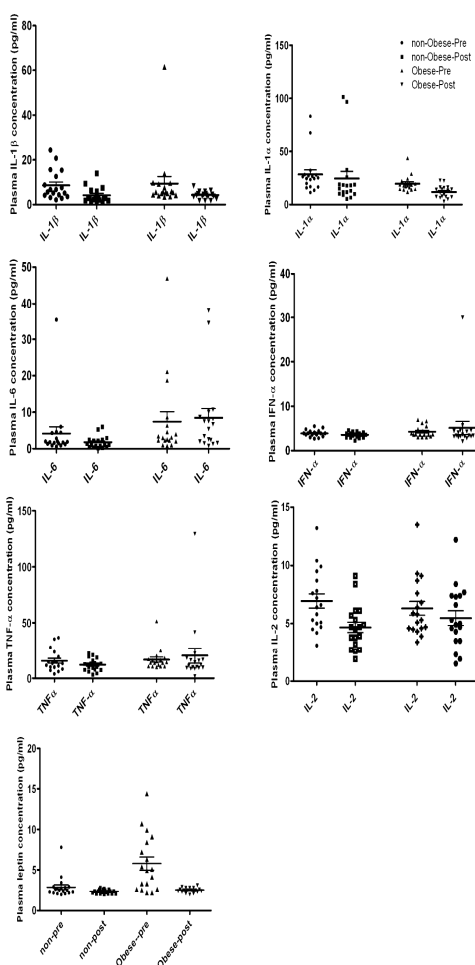 Plasma IL-1β concentration (pg/ml)
80
60
40
20
0
IL-1β
IL-1β
IL-1β
IL-1β
Plasma IL-1α concentration (pg/ml)
150
100
50
0
IL-1α
IL-1α
IL-1α
IL-1α
non-Obese-Pre
non-Obese-Post
Obese-Pre
Obese-Post
Plasma IL-6 concentration (pg/ml)
50
40
30
20
10
0
IL-6
IL-6
IL-6
IL-6
Plasma IFN-α concentration (pg/ml)
40
30
20
10
0
IFN-α
IFN-α
IFN-α
IFN-α
Plasma TNF-α concentration (pg/ml)
150
100
50
0
TNFα
TNF-α
TNFα
TNFα
Plasma IL-2 concentration (pg/ml)
15
10
5
0
IL-2
IL-2
IL-2
IL-2
Plasma leptin concentration (pg/ml)
20
15
10
5
0
non-pre
non-post
Obese--pre
Obese-post